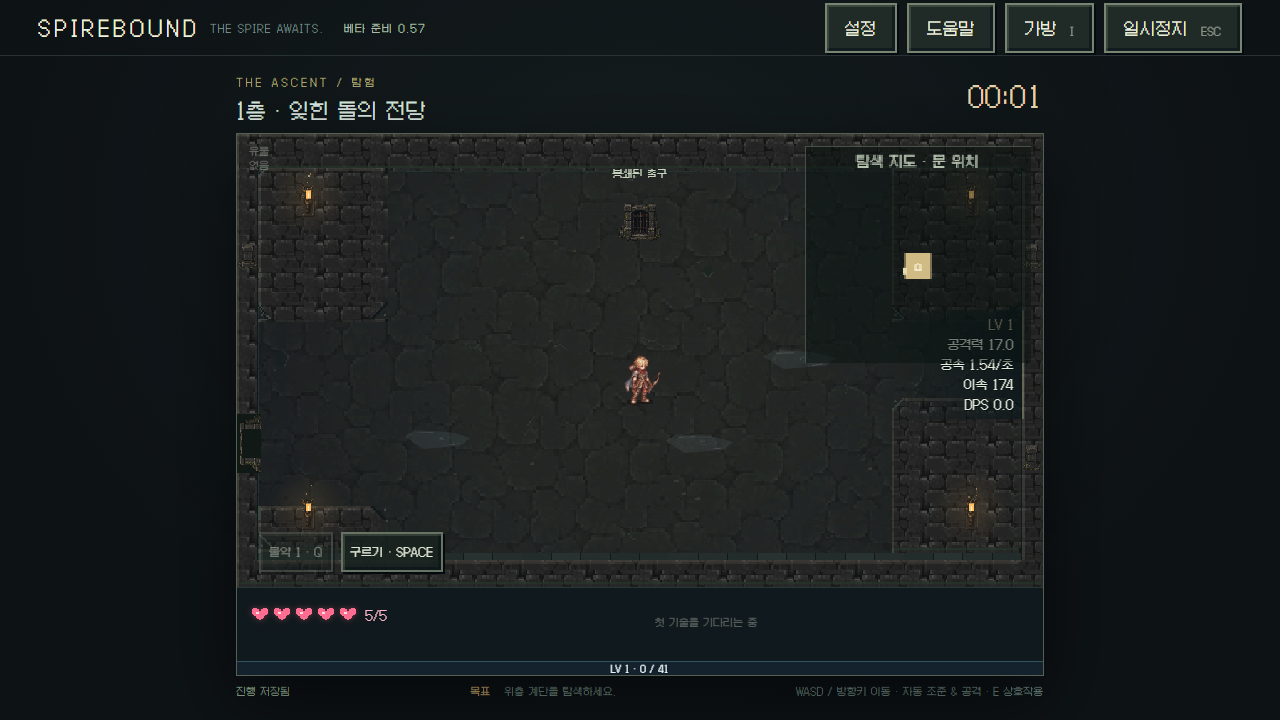 SPIREBOUND THE SPIRE AWAITS. 베타 준비 0.57 설정 도움말 가방 I 일시정지 ESC
THE ASCENT / 탐험
1층 · 잊힌 돌의 전당
00:01
유물
없음
봉쇄된 출구
탐색 지도 · 문 위치
LV 1
공격력 17.0
공속 1.54/초
이속 174
DPS 0.0
물약 1 · Q
구르기 · SPACE
5/5
첫 기술을 기다리는 중
LV 1 · 0 / 41
진행 저장됨
목표 위층 계단을 탐색하세요.
WASD / 방향키 이동 · 자동 조준 & 공격 · E 상호작용